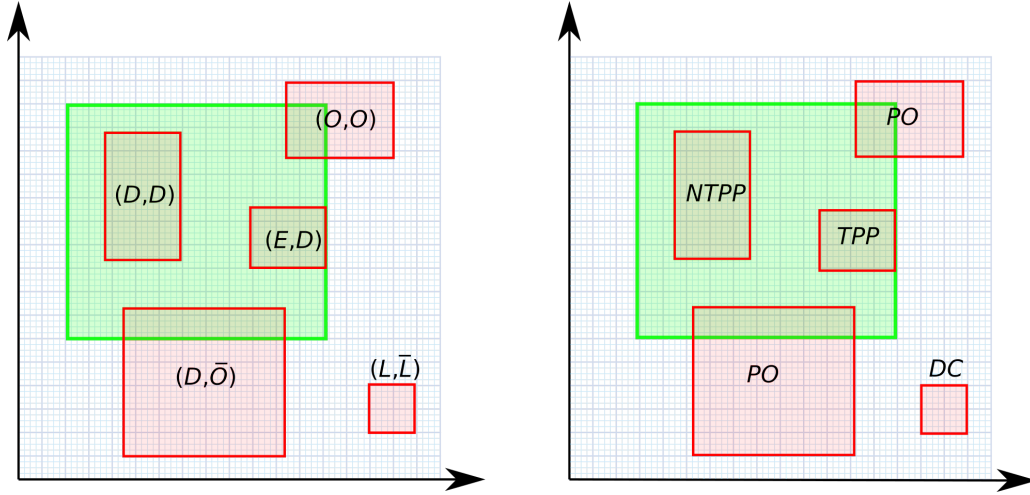 (O,O)
(D,D)
(E,D)
(D,Ō)
(L,L̄)
PO
NTPP
TPP
PO
DC